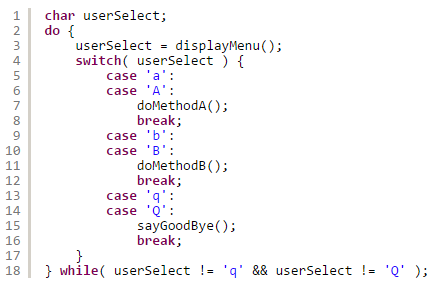 1 char userSelect;
2 do {
3     userSelect = displayMenu();
4     switch( userSelect ) {
5         case 'a':
6         case 'A':
7             doMethodA();
8             break;
9         case 'b':
10         case 'B':
11             doMethodB();
12             break;
13         case 'q':
14         case 'Q':
15             sayGoodBye();
16             break;
17     }
18 } while( userSelect != 'q' && userSelect != 'Q' );